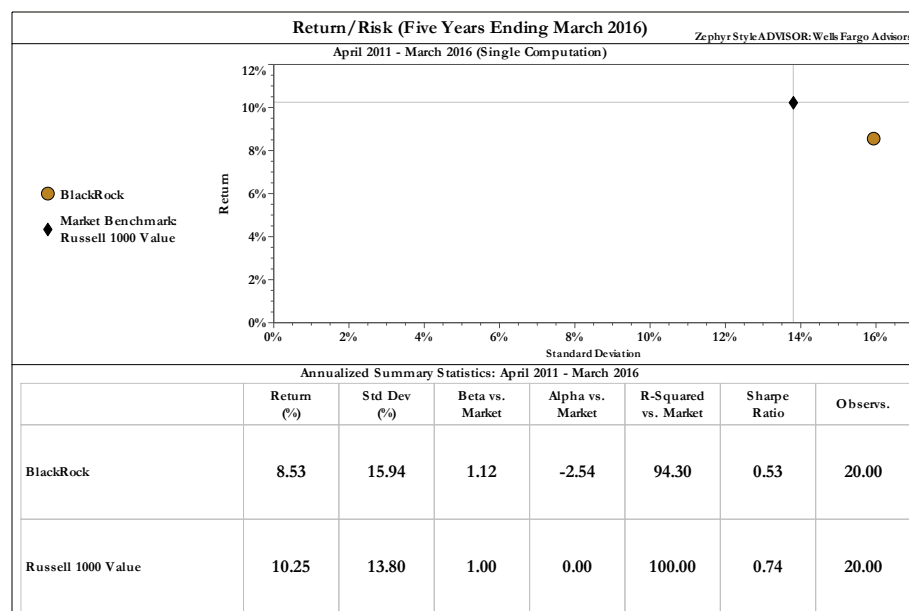 Return/Risk (Five Years Ending March 2016)
Zephyr StyleADVISOR: Wells Fargo Advisors
April 2011 - March 2016 (Single Computation)
12%
10%
8%
6%
4%
2%
0%
Return
BlackRock
Market Benchmark:
Russell 1000 Value
0% 2% 4% 6% 8% 10% 12% 14% 16%
Standard Deviation
Annualized Summary Statistics: April 2011 - March 2016
Return (%) Std Dev (%) Beta vs. Market Alpha vs. Market R-Squared vs. Market Sharpe Ratio Observs.
BlackRock 8.53 15.94 1.12 -2.54 94.30 0.53 20.00
Russell 1000 Value 10.25 13.80 1.00 0.00 100.00 0.74 20.00